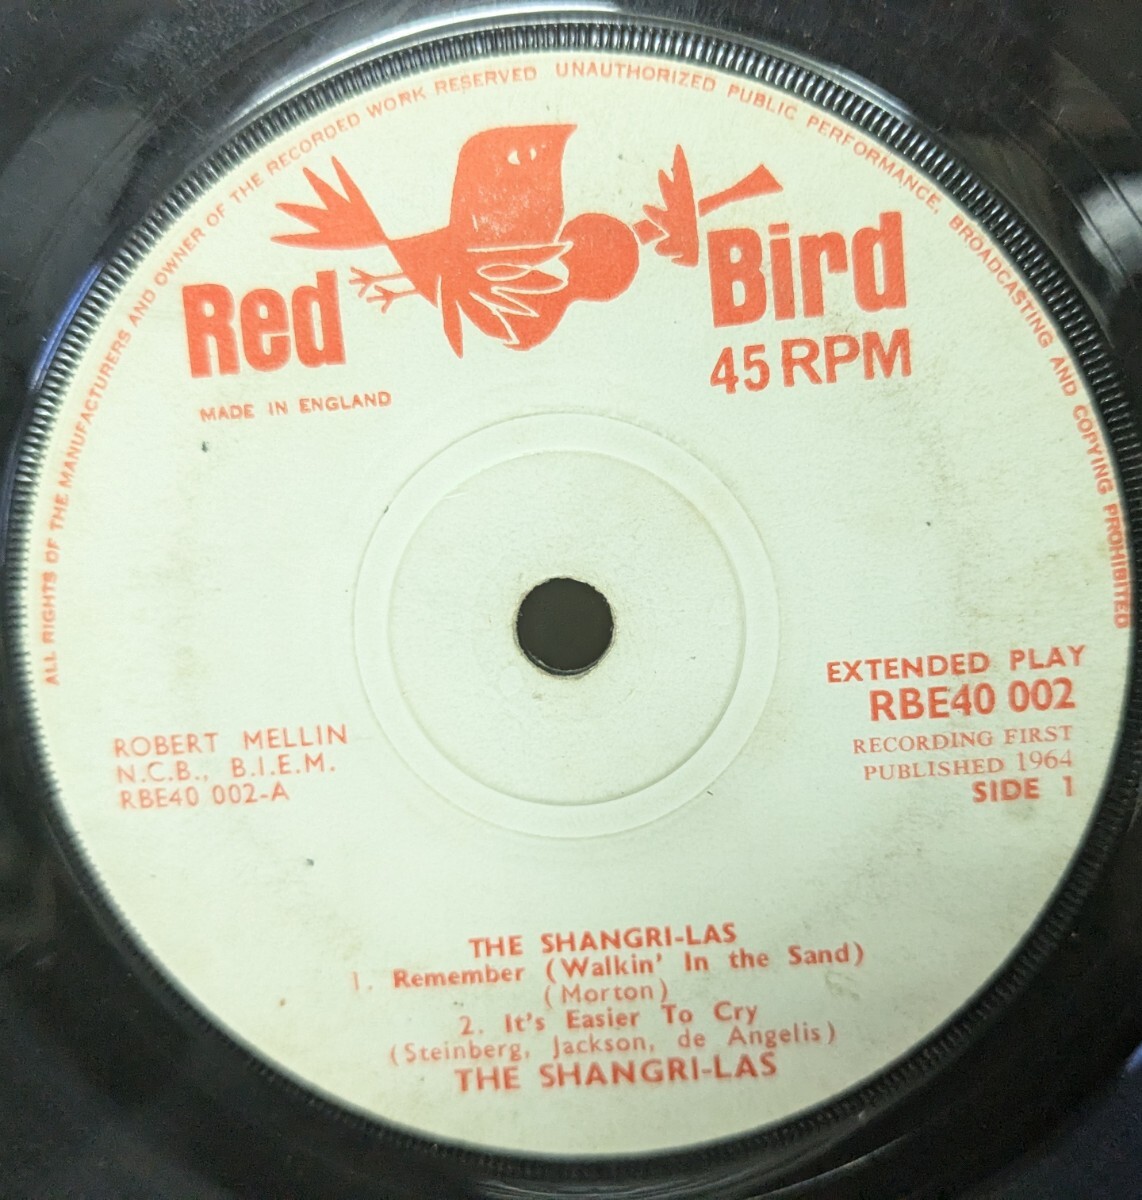 ALL RIGHTS OF THE MANUFACTURERS AND OWNER OF THE RECORDED WORK RESERVED UNAUTHORIZED PUBLIC PERFORMANCE, BROADCASTING AND COPYING PROHIBITED
Red Bird
45 RPM
MADE IN ENGLAND
EXTENDED PLAY
RBE40 002
RECORDING FIRST
PUBLISHED 1964
SIDE 1
ROBERT MELLIN
N.C.B., B.I.E.M.
RBE40 002-A
THE SHANGRI-LAS
1. Remember (Walkin' In the Sand)
(Morton)
2. It's Easier To Cry
(Steinberg, Jackson, de Angelis)
THE SHANGRI-LAS